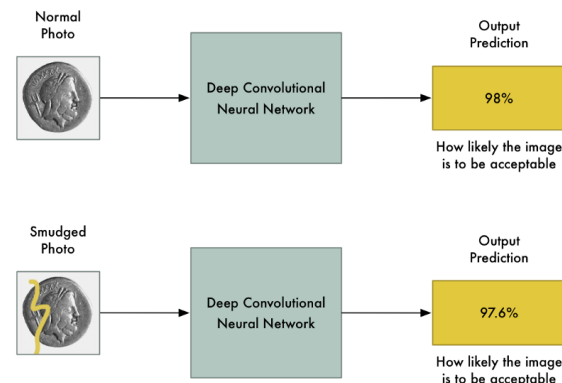 Normal
Photo
Deep Convolutional
Neural Network
Output
Prediction
98%
How likely the image
is to be acceptable
Smudged
Photo
Deep Convolutional
Neural Network
Output
Prediction
97.6%
How likely the image
is to be acceptable